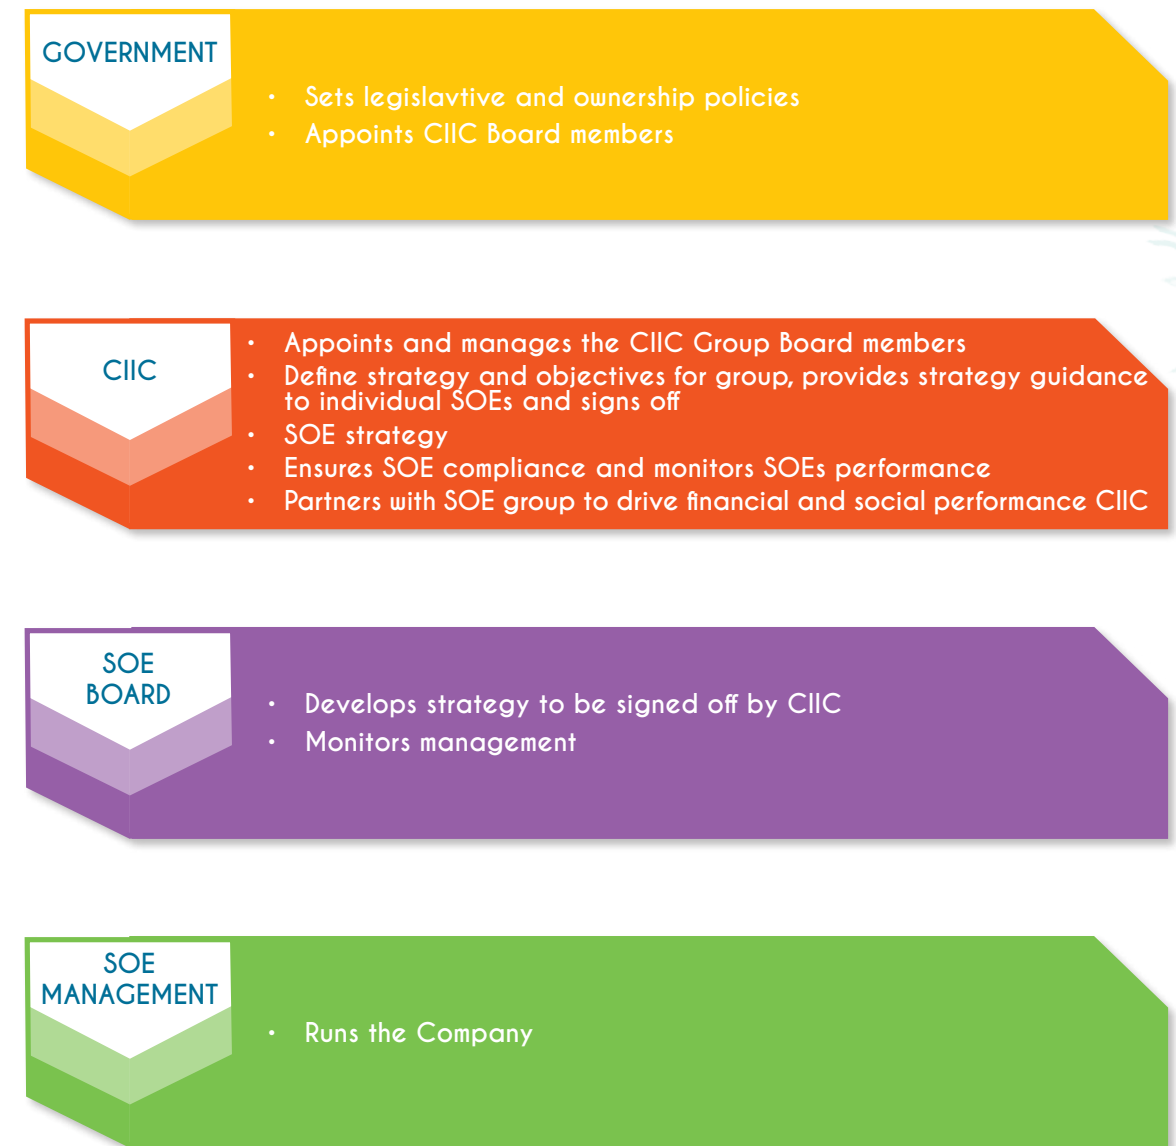 GOVERNMENT
• Sets legislavtive and ownership policies
• Appoints CIIC Board members
CIIC
• Appoints and manages the CIIC Group Board members
• Define strategy and objectives for group, provides strategy guidance
to individual SOEs and signs off
• SOE strategy
• Ensures SOE compliance and monitors SOEs performance
• Partners with SOE group to drive financial and social performance CIIC
SOE
BOARD
• Develops strategy to be signed off by CIIC
• Monitors management
SOE
MANAGEMENT
• Runs the Company